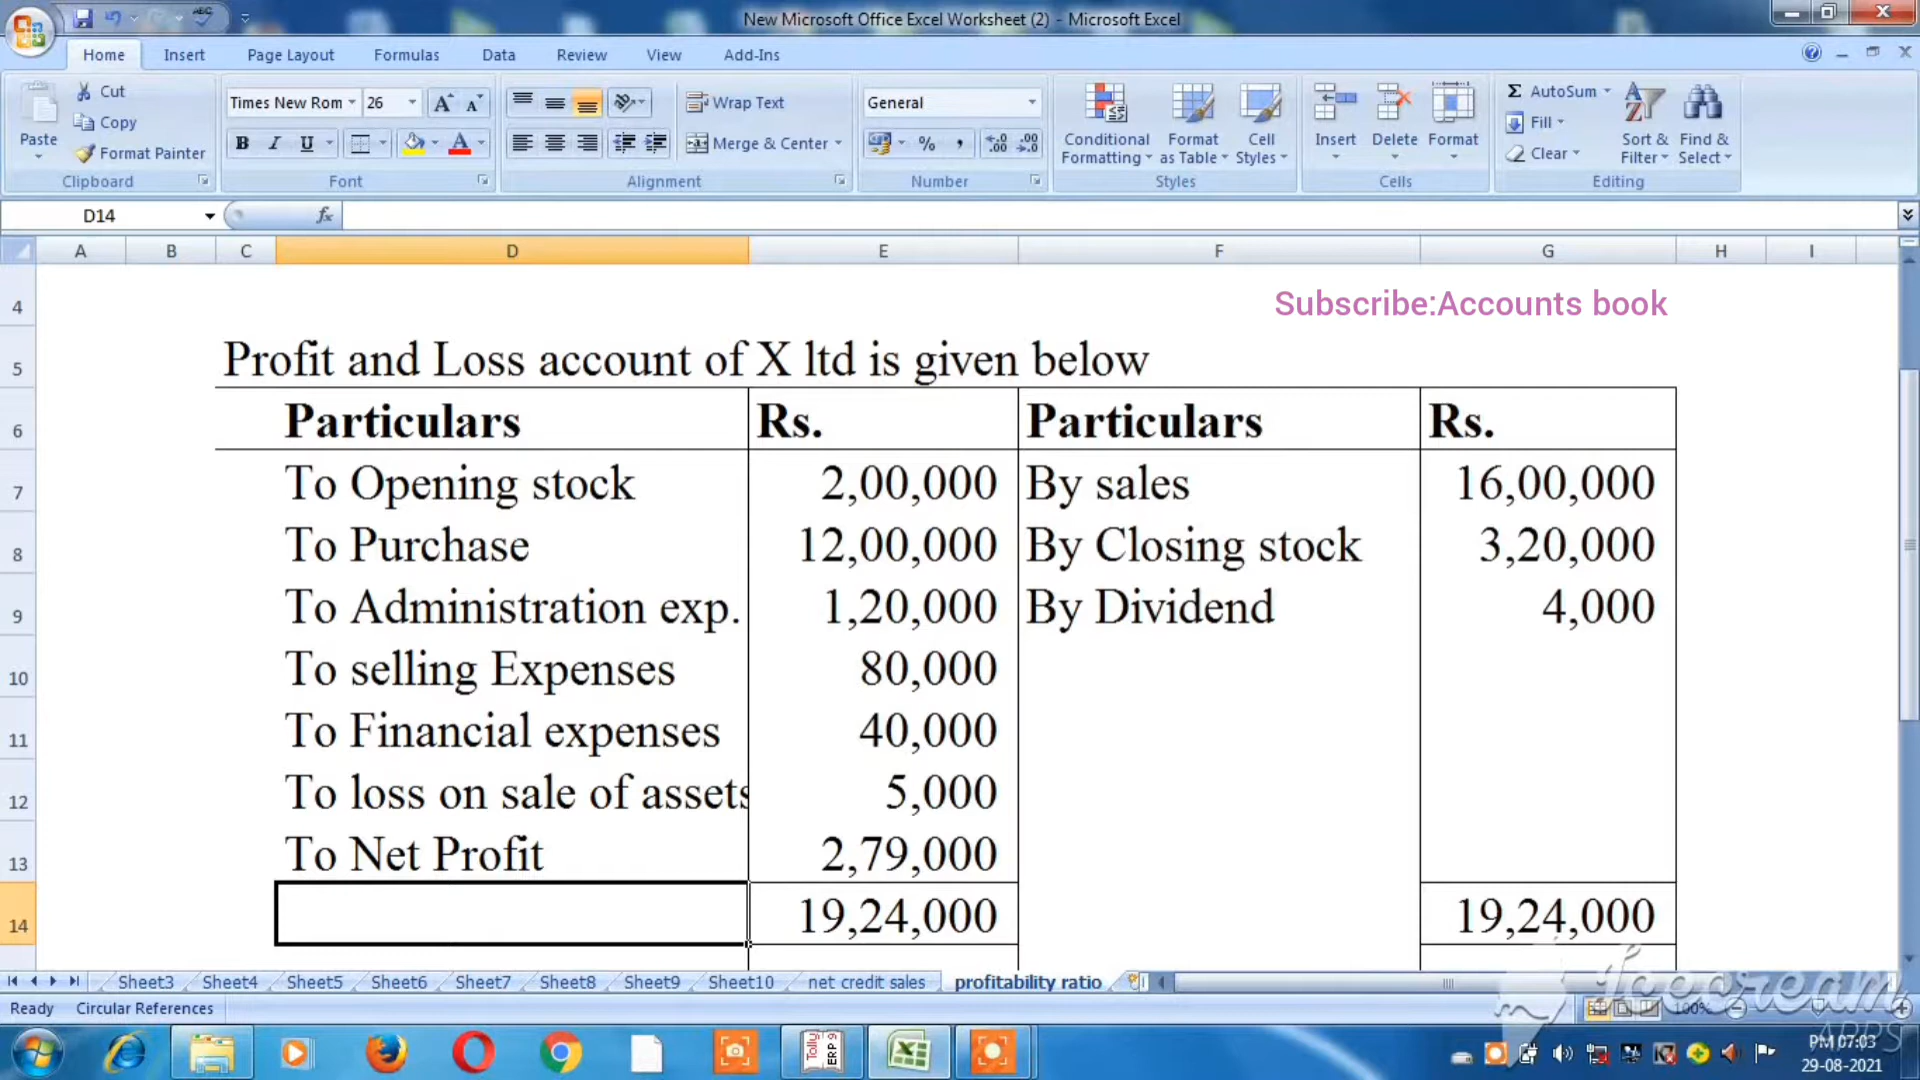 New Microsoft Office Excel Worksheet (2) - Microsoft Excel
Home Insert Page Layout Formulas Data Review View Add-Ins
Paste Cut Copy Format Painter Clipboard
Times New Rom 26 B I U Font
Wrap Text Merge & Center Alignment
General % , Number
Conditional Formatting Format as Table Cell Styles Styles
Insert Delete Format Cells
Σ AutoSum Fill Clear Sort & Filter Find & Select Editing
D14 fx
A B C D E F G H I
4 Subscribe:Accounts book
5 Profit and Loss account of X ltd is given below
6 Particulars Rs. Particulars Rs.
7 To Opening stock 2,00,000 By sales 16,00,000
8 To Purchase 12,00,000 By Closing stock 3,20,000
9 To Administration exp. 1,20,000 By Dividend 4,000
10 To selling Expenses 80,000
11 To Financial expenses 40,000
12 To loss on sale of assets 5,000
13 To Net Profit 2,79,000
14 19,24,000 19,24,000
Sheet3 Sheet4 Sheet5 Sheet6 Sheet7 Sheet8 Sheet9 Sheet10 net credit sales profitability ratio
Icecream
APPS
Ready Circular References 100%
Tally ERP 9
PM 07:03
29-08-2021